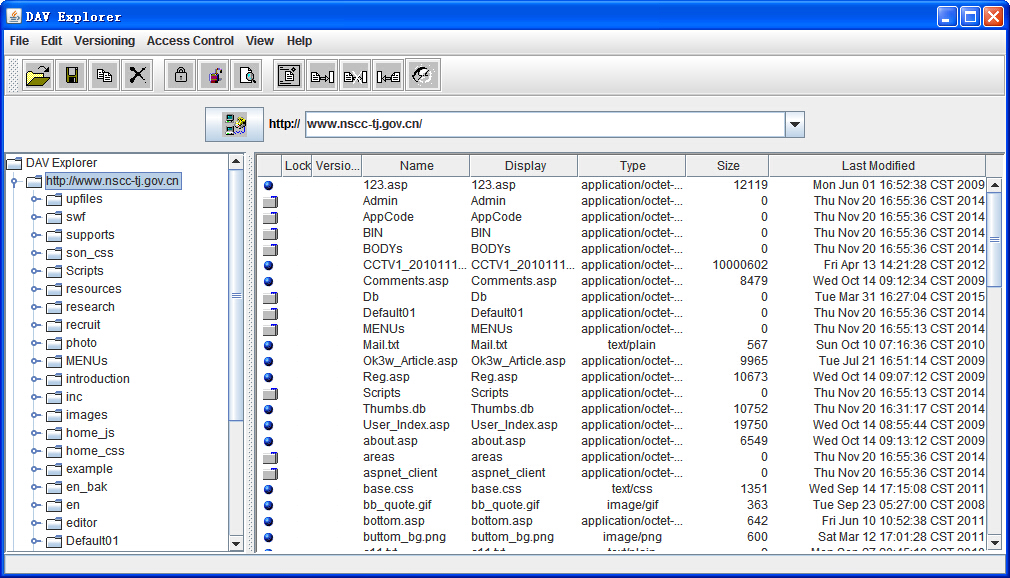 DAV Explorer
File Edit Versioning Access Control View Help
http:// www.nscc-tj.gov.cn/
DAV Explorer
http://www.nscc-tj.gov.cn
upfiles
swf
supports
son_css
Scripts
resources
research
recruit
photo
MENUs
introduction
inc
images
home_js
home_css
example
en_bak
en
editor
Default01
Lock Versio... Name Display Type Size Last Modified
123.asp 123.asp application/octet-... 12119 Mon Jun 01 16:52:38 CST 2009
Admin Admin application/octet-... 0 Thu Nov 20 16:55:36 CST 2014
AppCode AppCode application/octet-... 0 Thu Nov 20 16:55:36 CST 2014
BIN BIN application/octet-... 0 Thu Nov 20 16:55:36 CST 2014
BODYs BODYs application/octet-... 0 Thu Nov 20 16:55:36 CST 2014
CCTV1_2010111... CCTV1_2010111... application/octet-... 10000602 Fri Apr 13 14:21:28 CST 2012
Comments.asp Comments.asp application/octet-... 8479 Wed Oct 14 09:12:34 CST 2009
Db Db application/octet-... 0 Tue Mar 31 16:27:04 CST 2015
Default01 Default01 application/octet-... 0 Thu Nov 20 16:55:36 CST 2014
MENUs MENUs application/octet-... 0 Thu Nov 20 16:55:13 CST 2014
Mail.txt Mail.txt text/plain 567 Sun Oct 10 07:16:36 CST 2010
Ok3w_Article.asp Ok3w_Article.asp application/octet-... 9965 Tue Jul 21 16:51:14 CST 2009
Reg.asp Reg.asp application/octet-... 10673 Wed Oct 14 09:07:12 CST 2009
Scripts Scripts application/octet-... 0 Thu Nov 20 16:55:13 CST 2014
Thumbs.db Thumbs.db application/octet-... 10752 Thu Nov 20 16:31:17 CST 2014
User_Index.asp User_Index.asp application/octet-... 19750 Wed Oct 14 08:55:44 CST 2009
about.asp about.asp application/octet-... 6549 Wed Oct 14 09:13:12 CST 2009
areas areas application/octet-... 0 Thu Nov 20 16:55:36 CST 2014
aspnet_client aspnet_client application/octet-... 0 Thu Nov 20 16:55:36 CST 2014
base.css base.css text/css 1351 Wed Sep 14 17:15:08 CST 2011
bb_quote.gif bb_quote.gif image/gif 363 Tue Sep 23 05:27:00 CST 2008
bottom.asp bottom.asp application/octet-... 642 Fri Jun 10 10:52:38 CST 2011
buttom_bg.png buttom_bg.png image/png 600 Sat Mar 12 17:01:28 CST 2011